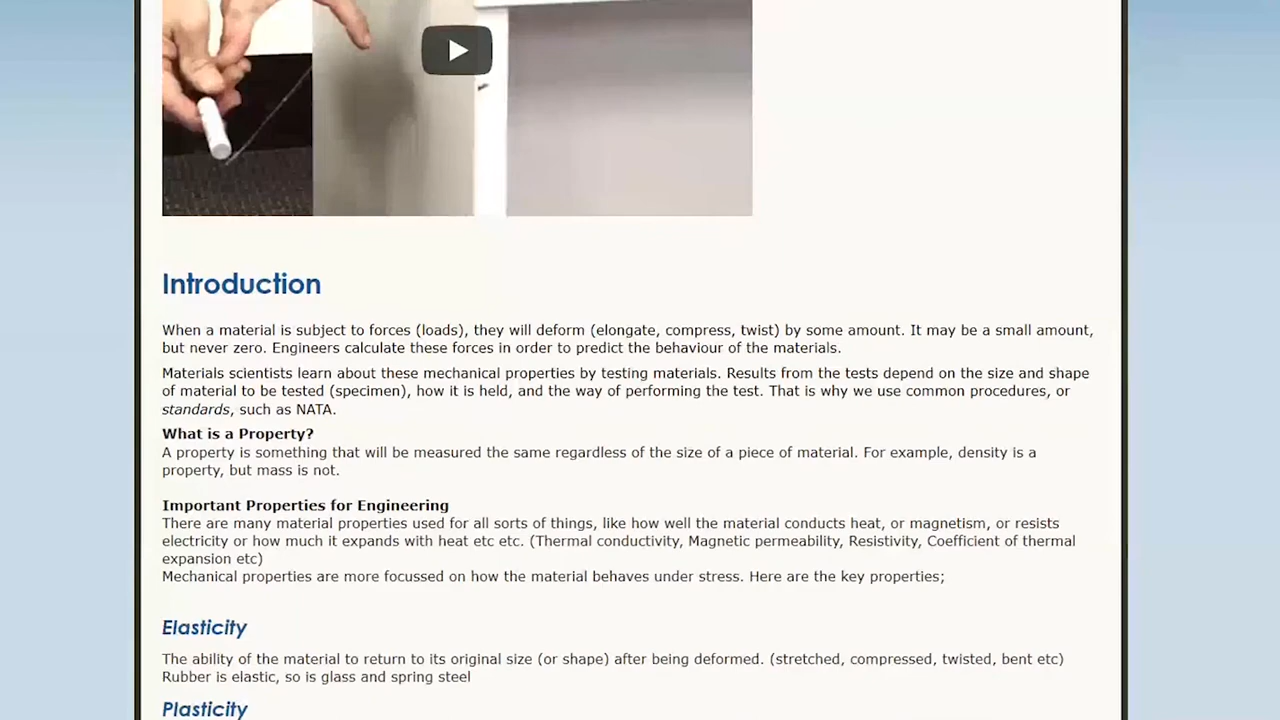 Introduction
When a material is subject to forces (loads), they will deform (elongate, compress, twist) by some amount. It may be a small amount,
but never zero. Engineers calculate these forces in order to predict the behaviour of the materials.
Materials scientists learn about these mechanical properties by testing materials. Results from the tests depend on the size and shape
of material to be tested (specimen), how it is held, and the way of performing the test. That is why we use common procedures, or
standards, such as NATA.
What is a Property?
A property is something that will be measured the same regardless of the size of a piece of material. For example, density is a
property, but mass is not.
Important Properties for Engineering
There are many material properties used for all sorts of things, like how well the material conducts heat, or magnetism, or resists
electricity or how much it expands with heat etc etc. (Thermal conductivity, Magnetic permeability, Resistivity, Coefficient of thermal
expansion etc)
Mechanical properties are more focussed on how the material behaves under stress. Here are the key properties;
Elasticity
The ability of the material to return to its original size (or shape) after being deformed. (stretched, compressed, twisted, bent etc)
Rubber is elastic, so is glass and spring steel
Plasticity